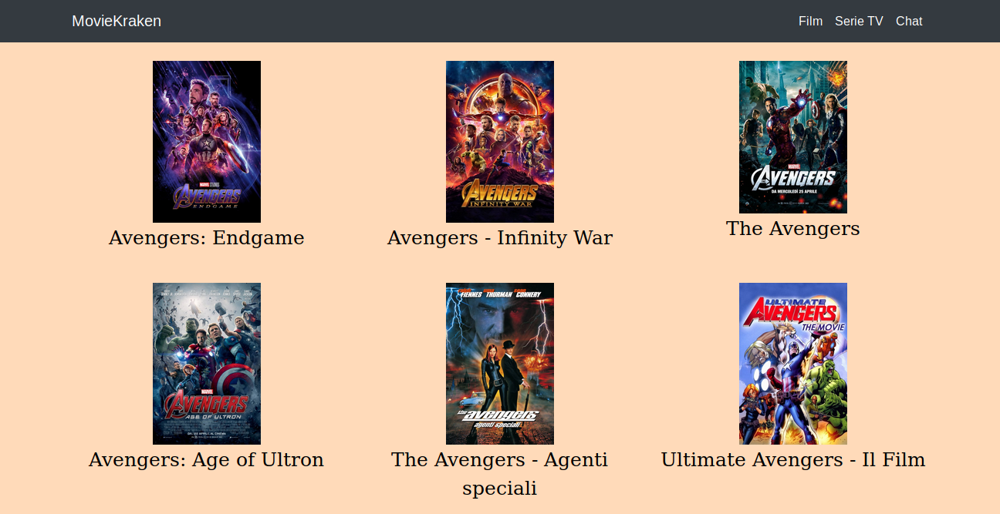 MovieKraken
Film Serie TV Chat
MARVEL STUDIOS
AVENGERS
ENDGAME
Avengers: Endgame
AVENGERS
INFINITY WAR
Avengers - Infinity War
MARVEL
AVENGERS
DA MERCOLEDÌ 25 APRILE
The Avengers
MARVEL
AVENGERS
AGE OF ULTRON
Avengers: Age of Ultron
FIENNES THURMAN CONNERY
avengers
agenti speciali
The Avengers - Agenti
speciali
ULTIMATE
AVENGERS
THE MOVIE
Ultimate Avengers - Il Film